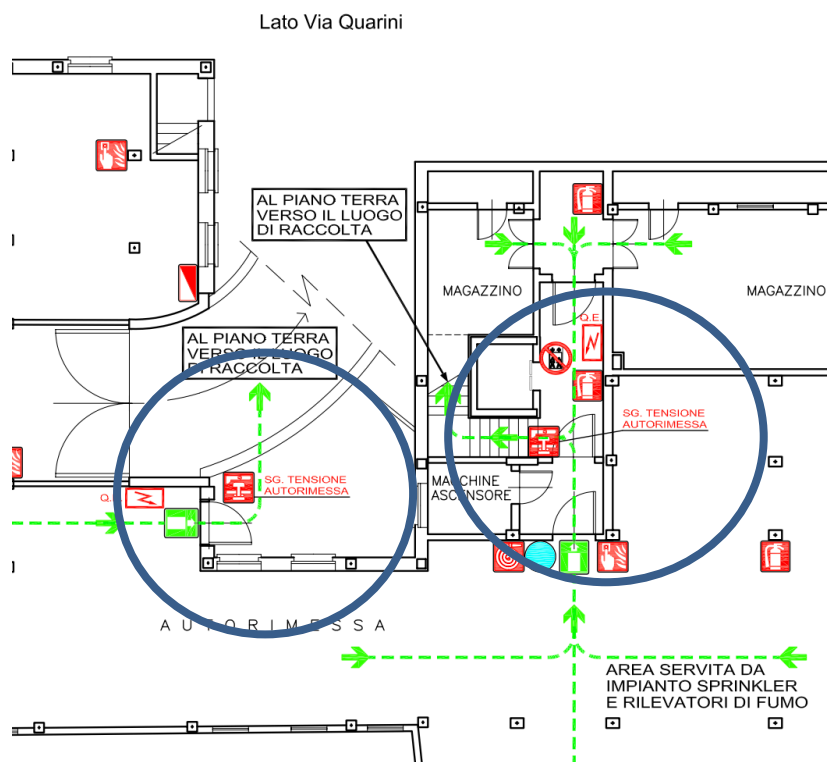 Lato Via Quarini
AL PIANO TERRA
VERSO IL LUOGO
DI RACCOLTA
MAGAZZINO
MAGAZZINO
Q.E.
AL PIANO TERRA
VERSO IL LUOGO
DI RACCOLTA
SG. TENSIONE
AUTORIMESSA
SG. TENSIONE
AUTORIMESSA
MACCHINE
ASCENSORE
AUTORIMESSA
AREA SERVITA DA
IMPIANTO SPRINKLER
E RILEVATORI DI FUMO